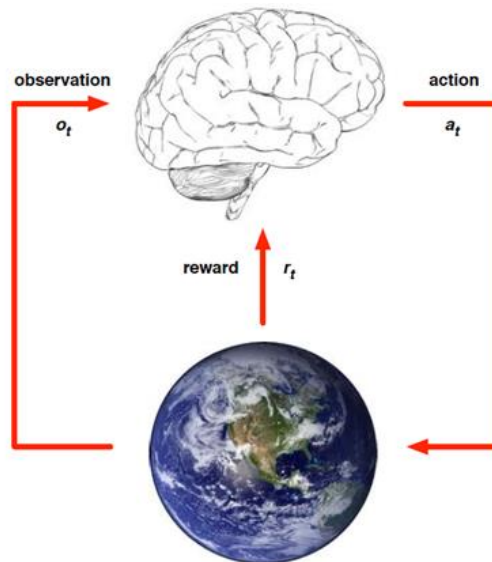 observation
o_t
action
a_t
reward
r_t